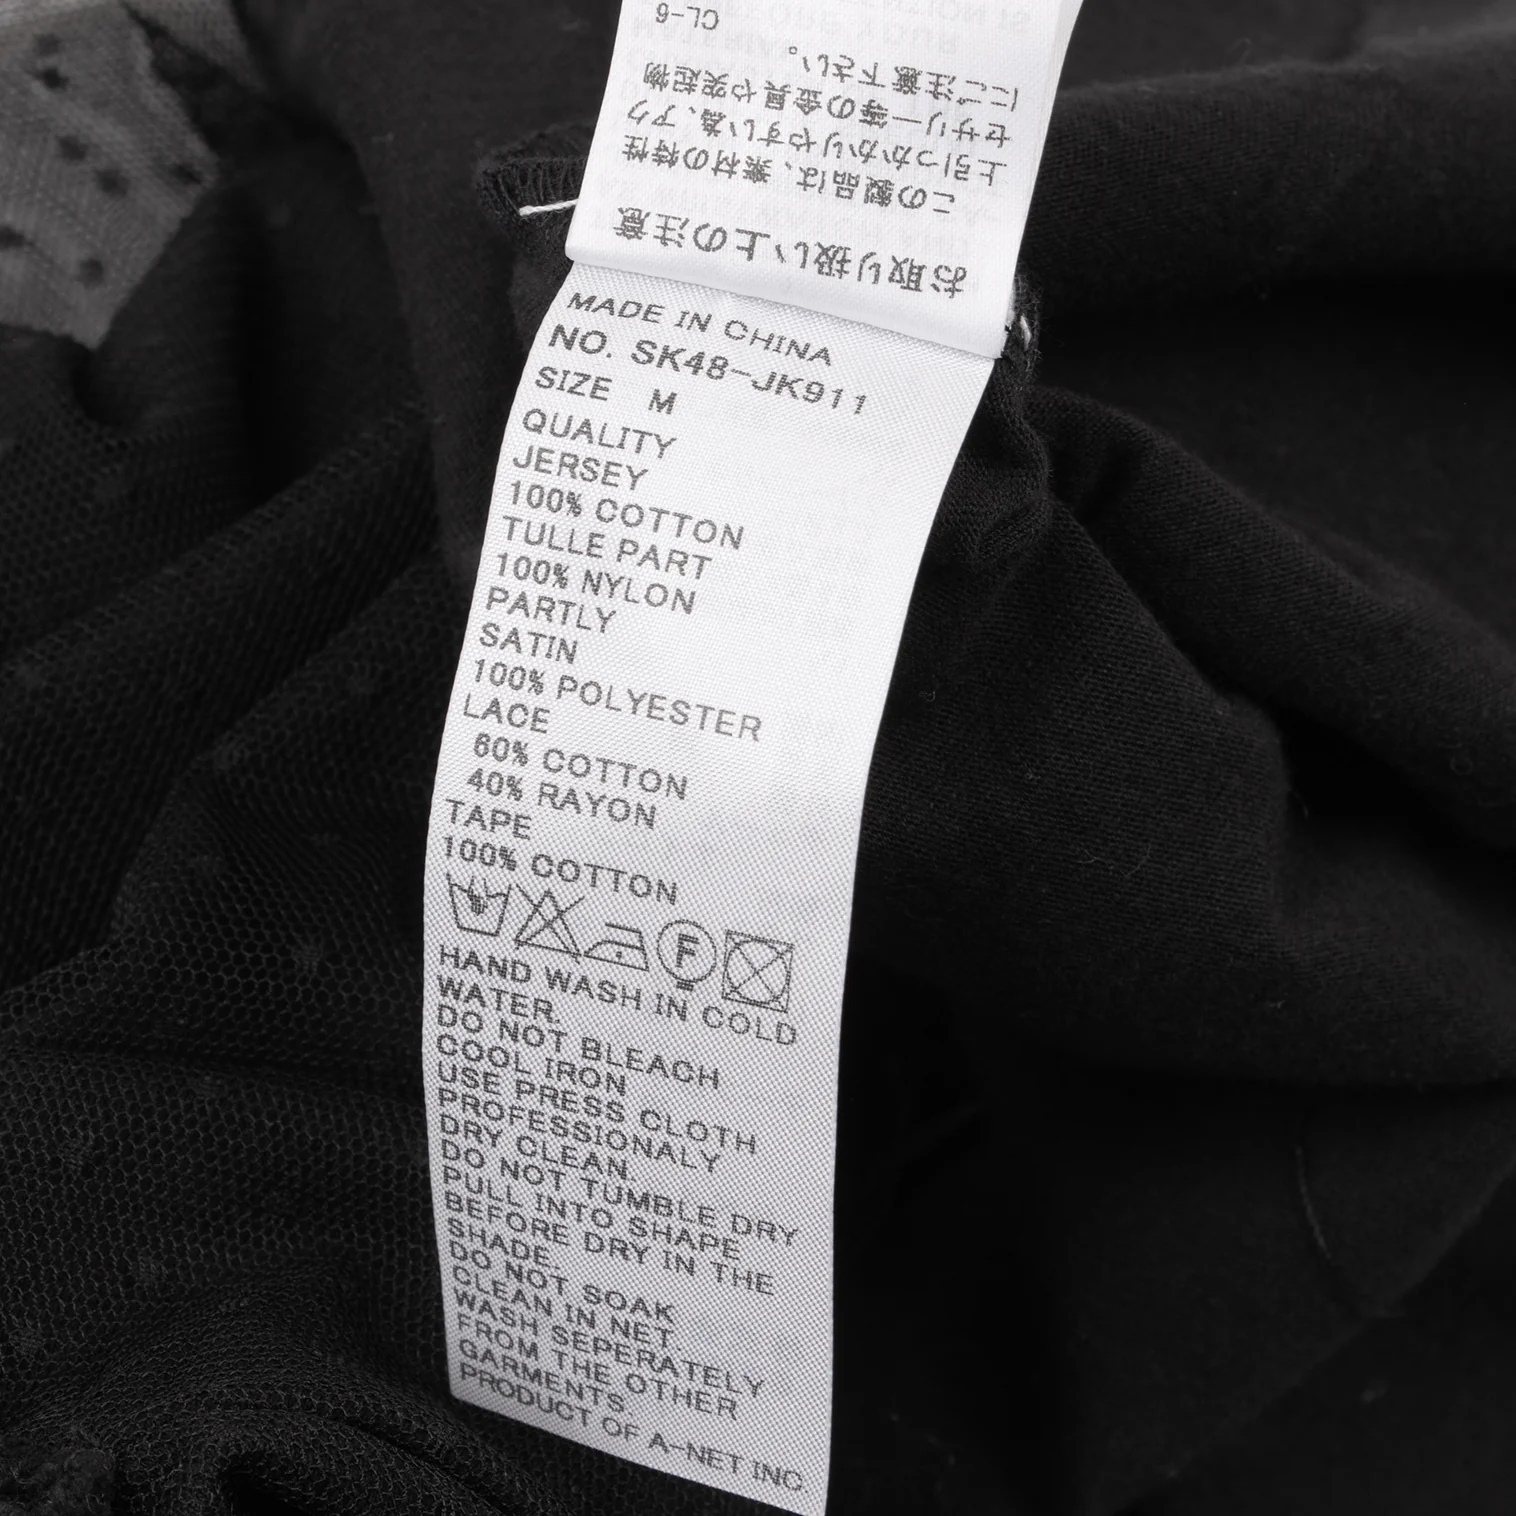 CL-6
お取り扱い上の注意
この製品は、素材の特性
上引っかかりやすい為、アク
セサリー等の金具や突起物
にご注意下さい。
MADE IN CHINA
NO. SK48-JK911
SIZE M
QUALITY
JERSEY
100% COTTON
TULLE PART
100% NYLON
PARTLY
SATIN
100% POLYESTER
LACE
60% COTTON
40% RAYON
TAPE
100% COTTON
F
HAND WASH IN COLD
WATER.
DO NOT BLEACH
COOL IRON
USE PRESS CLOTH
PROFESSIONALY
DRY CLEAN.
DO NOT TUMBLE DRY
PULL INTO SHAPE
BEFORE DRY IN THE
SHADE.
DO NOT SOAK
CLEAN IN NET.
WASH SEPERATELY
FROM THE OTHER
GARMENTS.
PRODUCT OF A-NET INC.